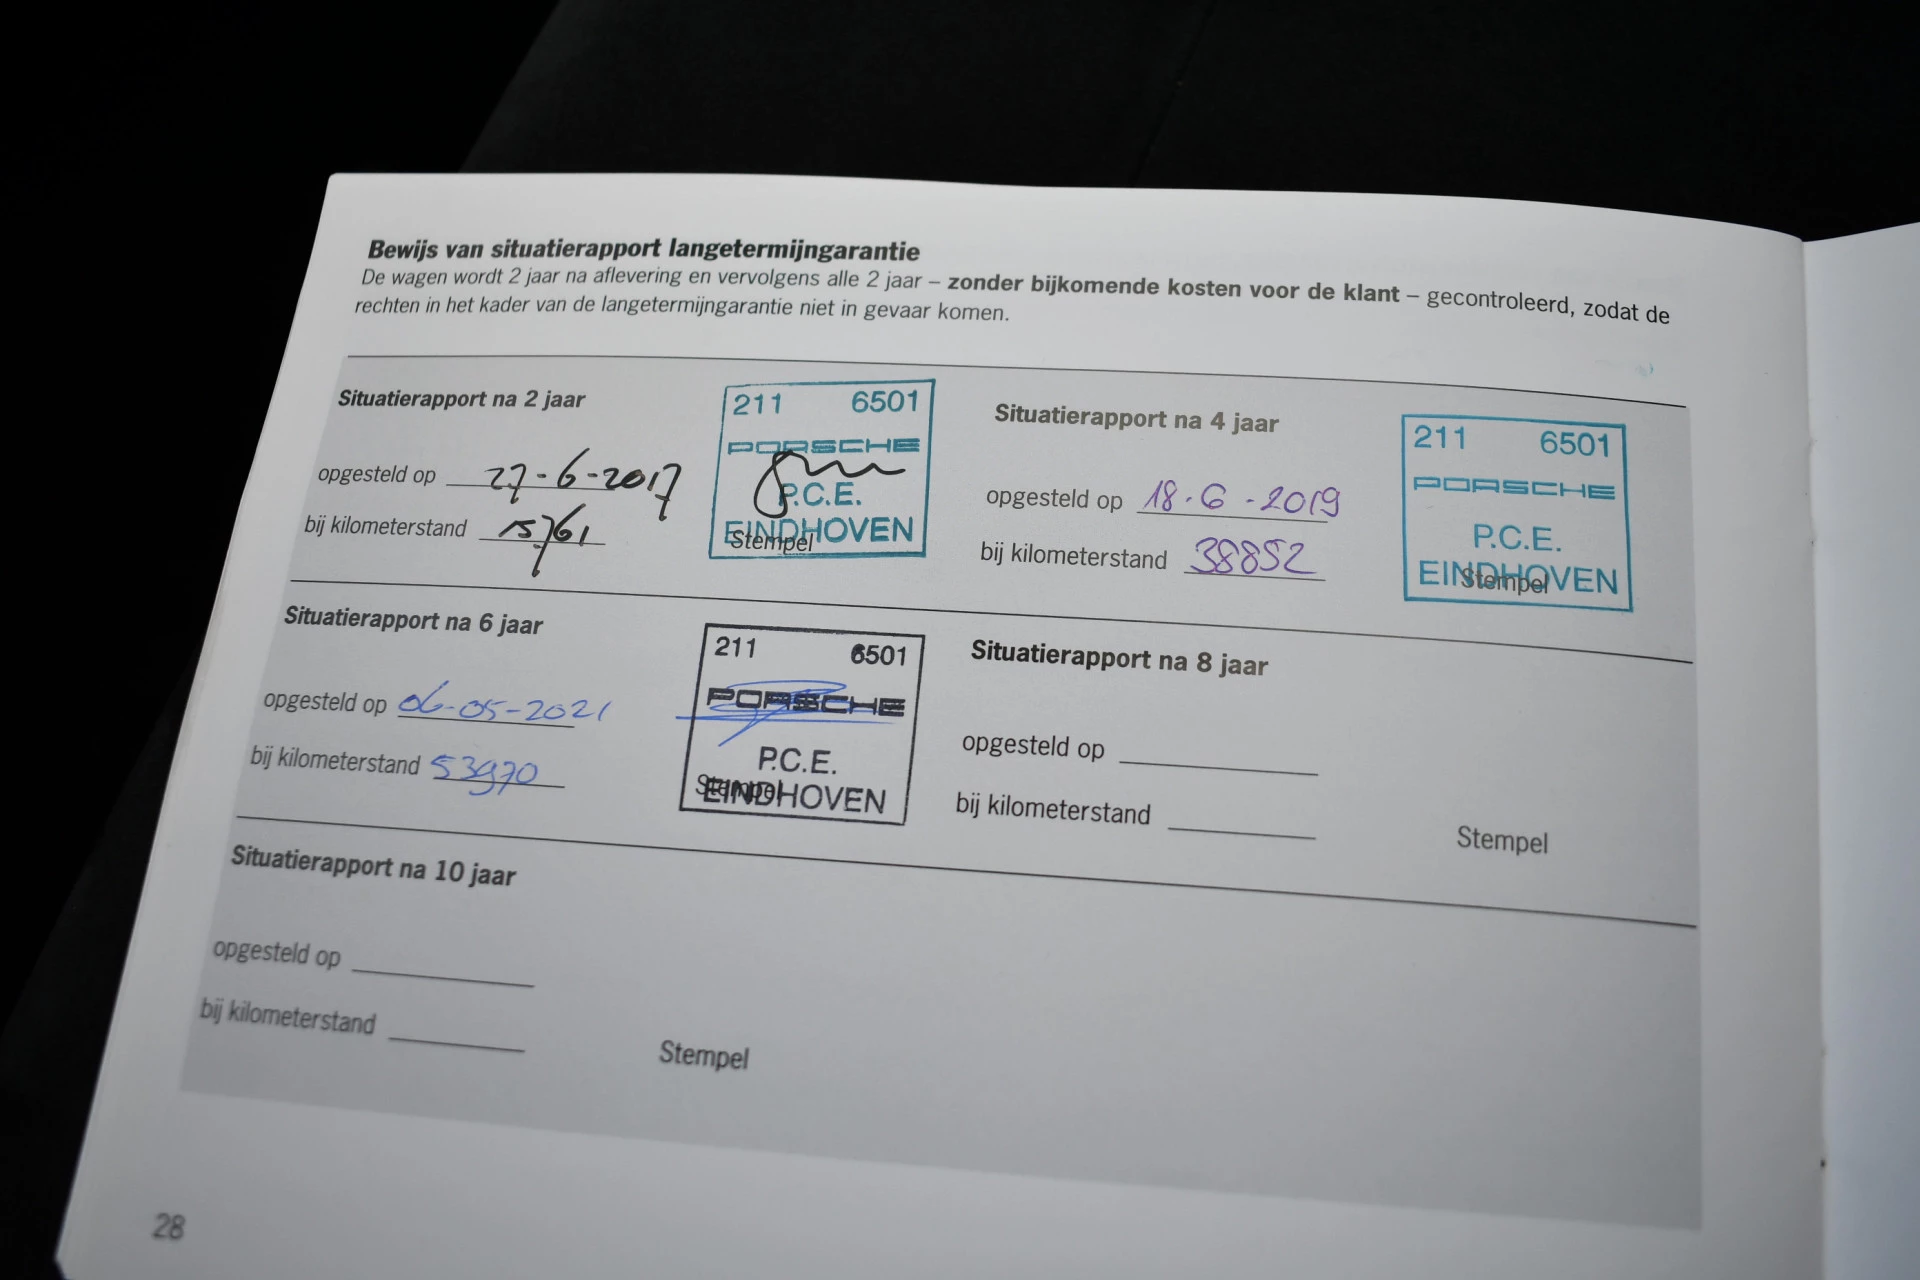 Bewijs van situatierapport langetermijngarantie
De wagen wordt 2 jaar na aflevering en vervolgens alle 2 jaar – zonder bijkomende kosten voor de klant – gecontroleerd, zodat de
rechten in het kader van de langetermijngarantie niet in gevaar komen.
Situatierapport na 2 jaar
opgesteld op 27-6-2017
bij kilometerstand 15761
211 6501
PORSCHE
P.C.E.
EINDHOVEN
Stempel
Situatierapport na 4 jaar
opgesteld op 18-6-2019
bij kilometerstand 38852
211 6501
PORSCHE
P.C.E.
EINDHOVEN
Stempel
Situatierapport na 6 jaar
opgesteld op 06-05-2021
bij kilometerstand 53970
211 6501
PORSCHE
P.C.E.
EINDHOVEN
Stempel
Situatierapport na 8 jaar
opgesteld op
bij kilometerstand
Stempel
Situatierapport na 10 jaar
opgesteld op
bij kilometerstand
Stempel
28